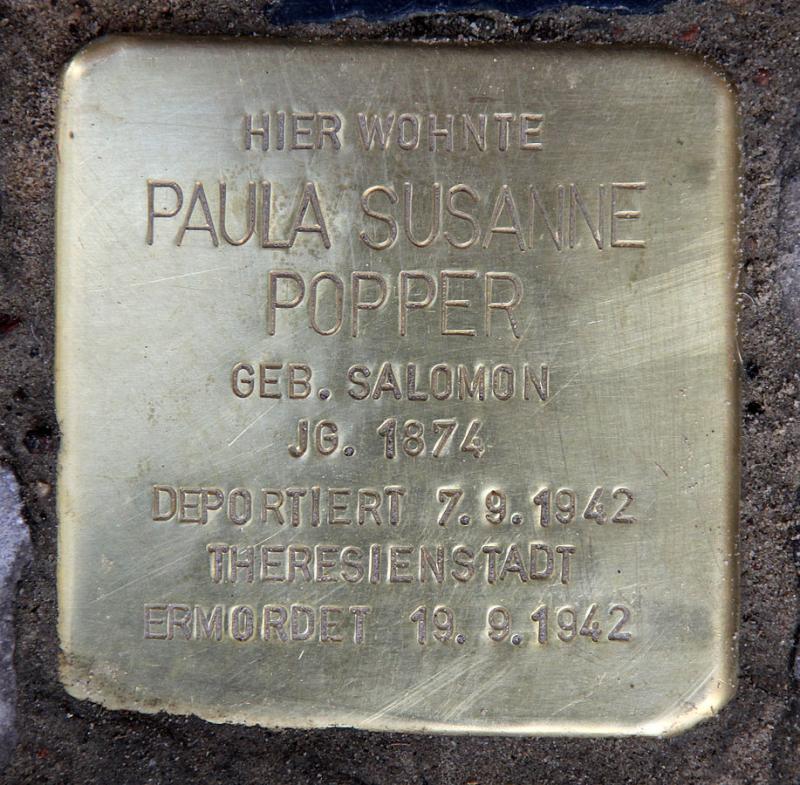 HIER WOHNTE
PAULA SUSANNE
POPPER
GEB. SALOMON
JG. 1874
DEPORTIERT 7.9.1942
THERESIENSTADT
ERMORDET 19.9.1942